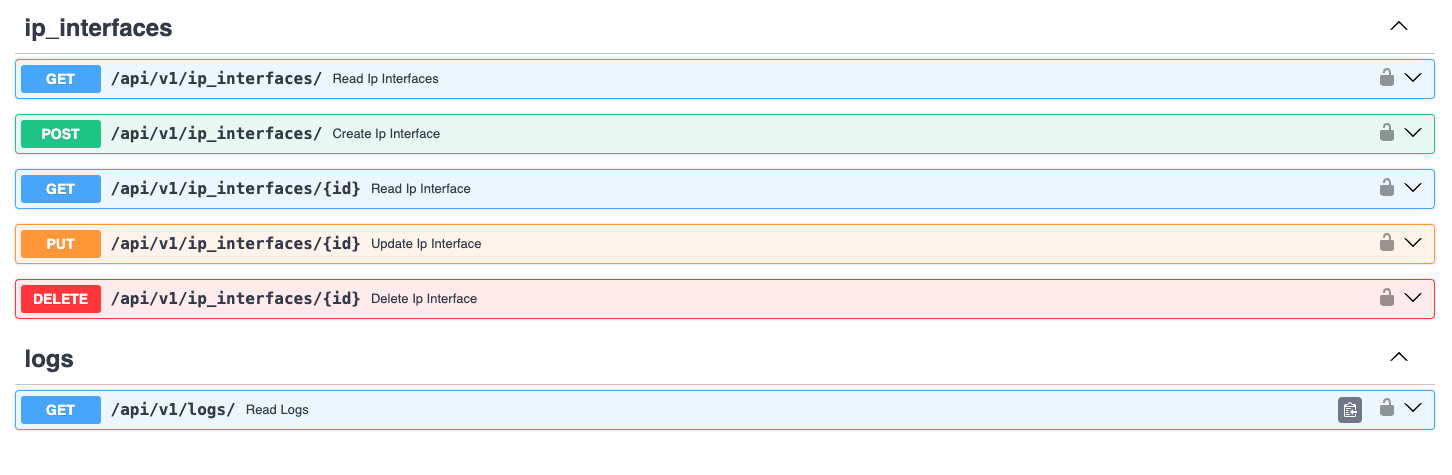 ip_interfaces
GET /api/v1/ip_interfaces/ Read Ip Interfaces
POST /api/v1/ip_interfaces/ Create Ip Interface
GET /api/v1/ip_interfaces/{id} Read Ip Interface
PUT /api/v1/ip_interfaces/{id} Update Ip Interface
DELETE /api/v1/ip_interfaces/{id} Delete Ip Interface
logs
GET /api/v1/logs/ Read Logs